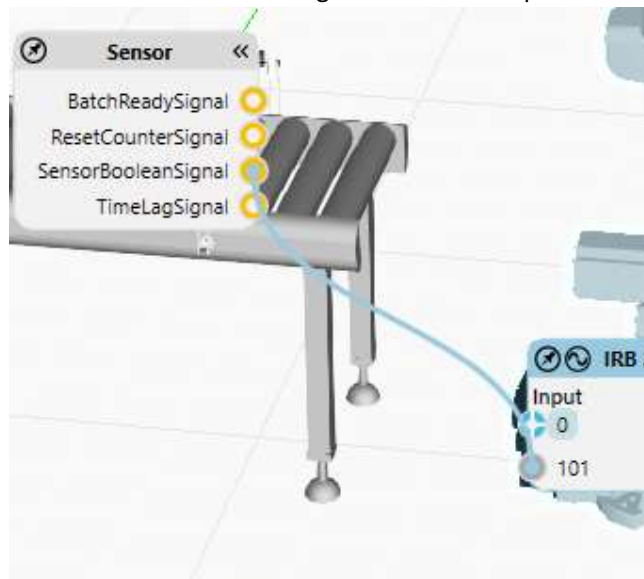 Sensor «
BatchReadySignal
ResetCounterSignal
SensorBooleanSignal
TimeLagSignal
IRB
Input
0
101